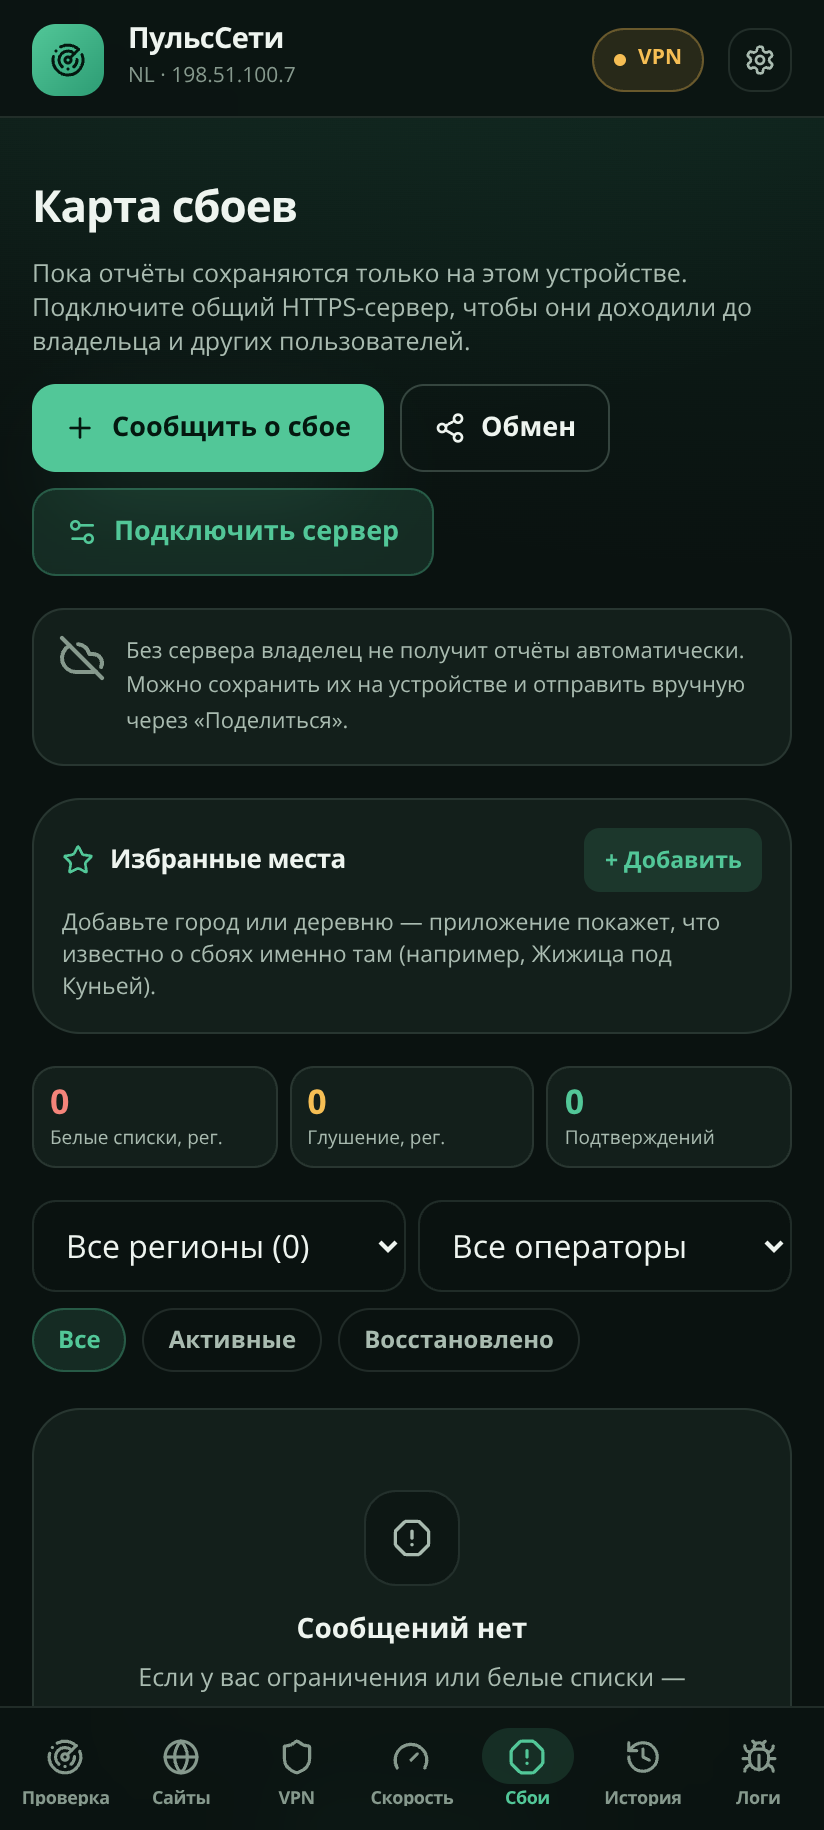 ПульсСети
NL · 198.51.100.7
VPN
Карта сбоев
Пока отчёты сохраняются только на этом устройстве.
Подключите общий HTTPS-сервер, чтобы они доходили до
владельца и других пользователей.
Сообщить о сбое
Обмен
Подключить сервер
Без сервера владелец не получит отчёты автоматически.
Можно сохранить их на устройстве и отправить вручную
через «Поделиться».
Избранные места
+ Добавить
Добавьте город или деревню — приложение покажет, что
известно о сбоях именно там (например, Жижица под
Куньей).
0
Белые списки, рег.
0
Глушение, рег.
0
Подтверждений
Все регионы (0)
Все операторы
Все
Активные
Восстановлено
Сообщений нет
Если у вас ограничения или белые списки —
Проверка
Сайты
VPN
Скорость
Сбои
История
Логи